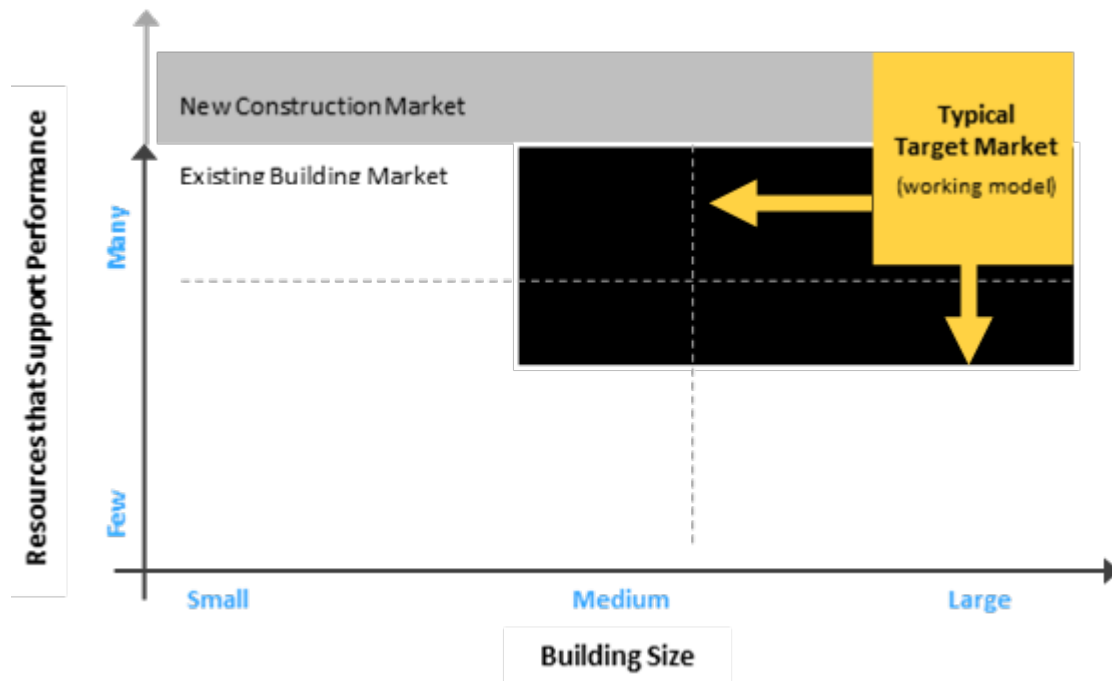 New Construction Market
Typical
Target Market
(working model)
Existing Building Market
Resources that Support Performance
Many
Few
Small
Medium
Large
Building Size